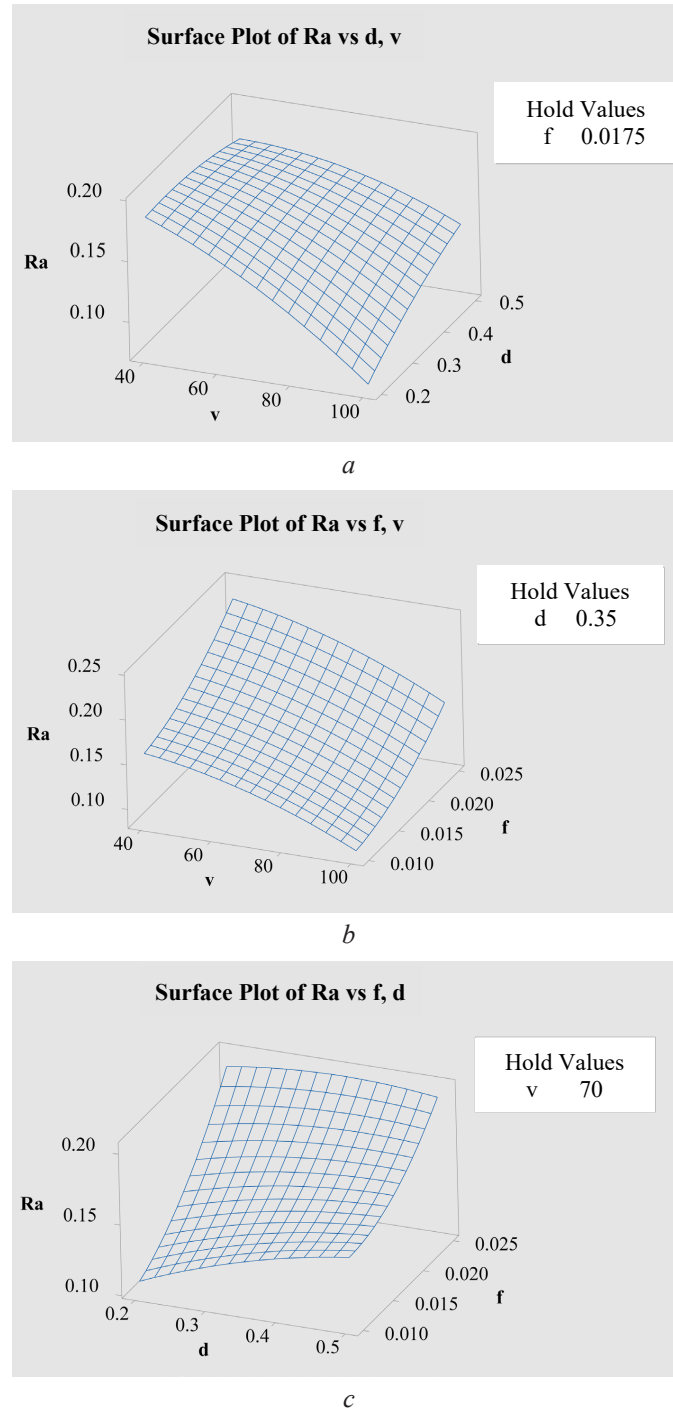 Surface Plot of Ra vs d, v
Hold Values
f 0.0175
0.20
0.15
0.10
Ra
40
60
80
100
v
0.2
0.3
0.4
0.5
d
a
Surface Plot of Ra vs f, v
Hold Values
d 0.35
0.25
0.20
0.15
0.10
Ra
40
60
80
100
v
0.010
0.015
0.020
0.025
f
b
Surface Plot of Ra vs f, d
Hold Values
v 70
0.20
0.15
0.10
Ra
0.2
0.3
0.4
0.5
d
0.010
0.015
0.020
0.025
f
c